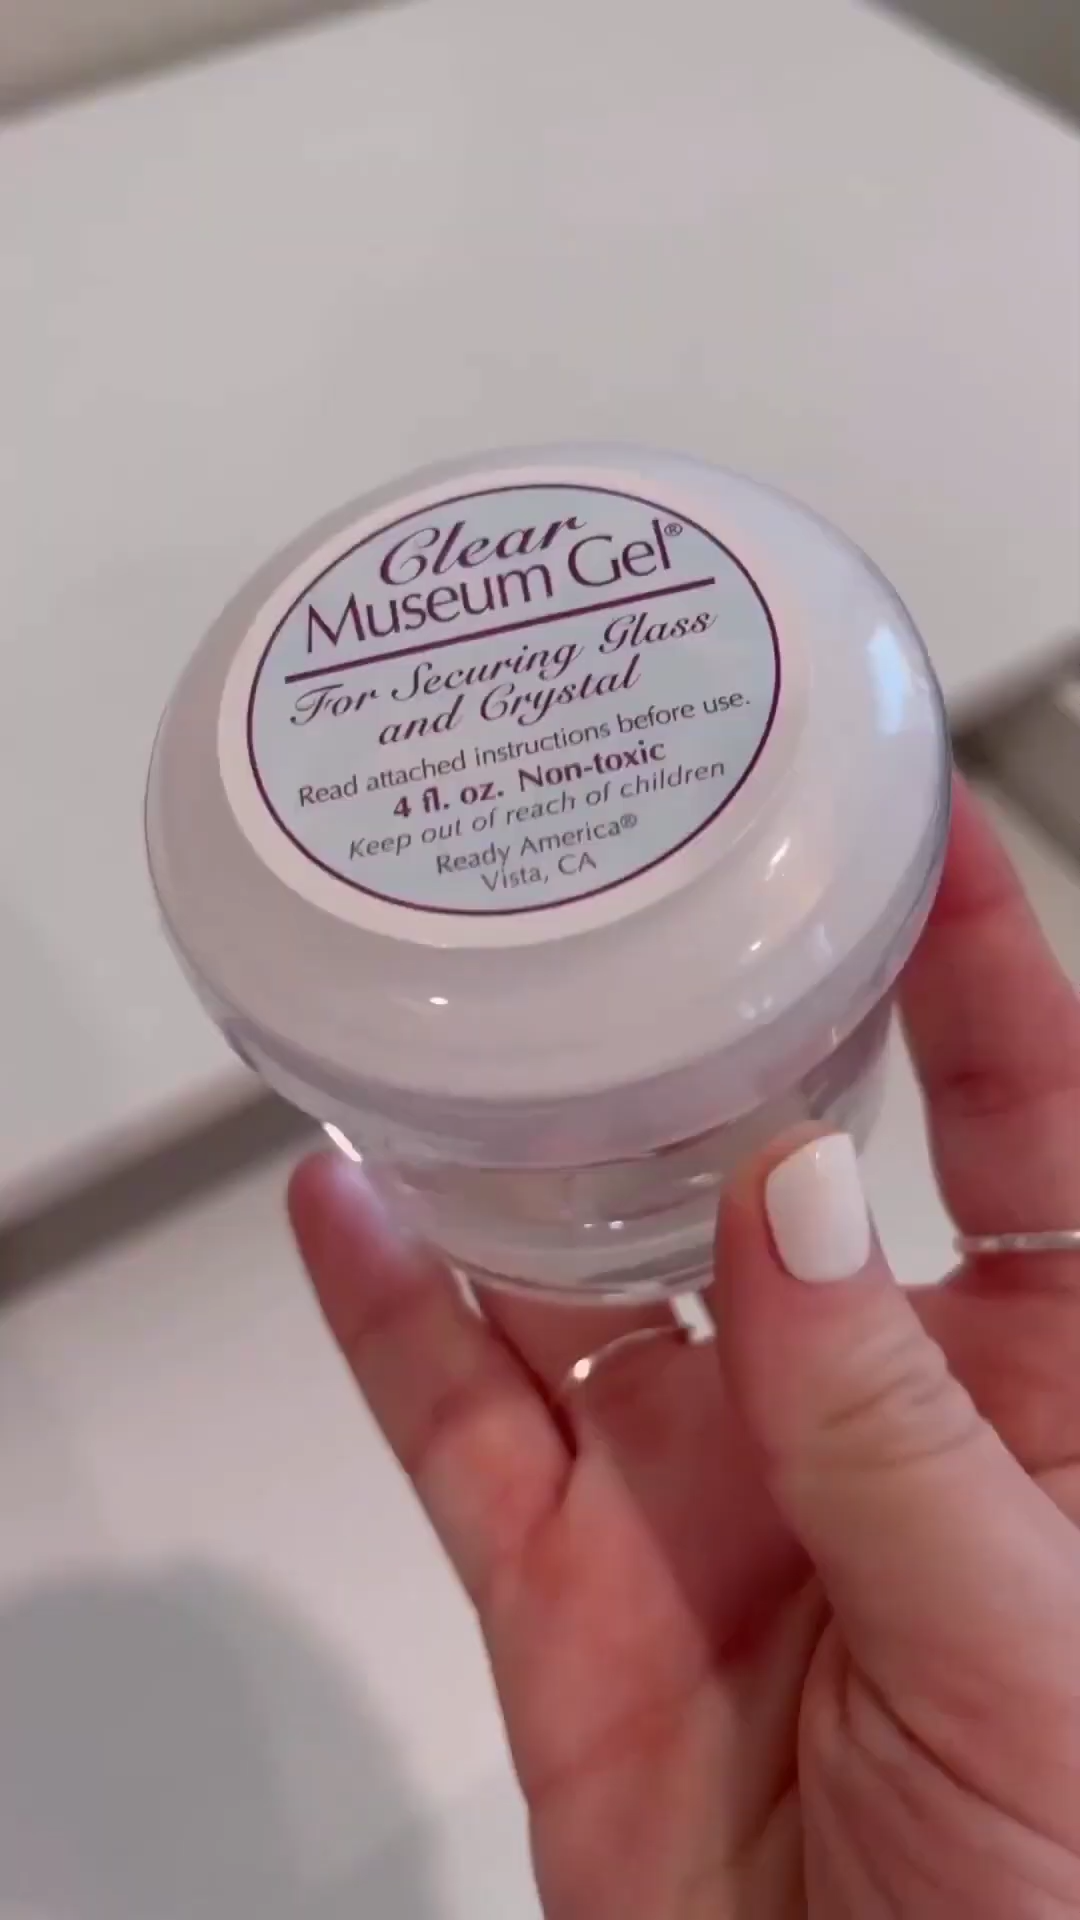 Clear
Museum Gel®
For Securing Glass
and Crystal
Read attached instructions before use.
4 fl. oz. Non-toxic
Keep out of reach of children
Ready America®
Vista, CA